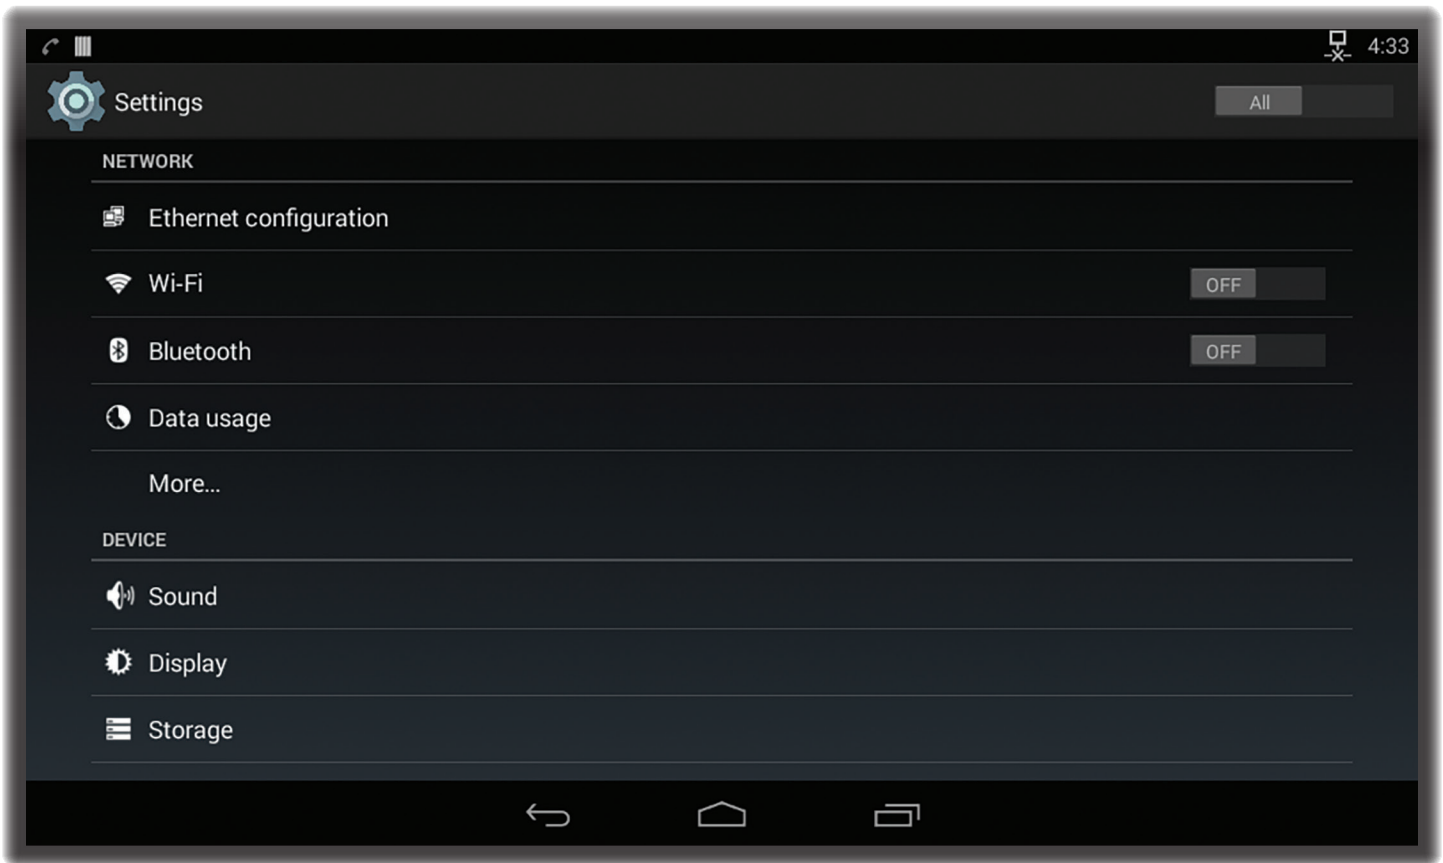 4:33
Settings
All
NETWORK
Ethernet configuration
Wi-Fi
OFF
Bluetooth
OFF
Data usage
More...
DEVICE
Sound
Display
Storage